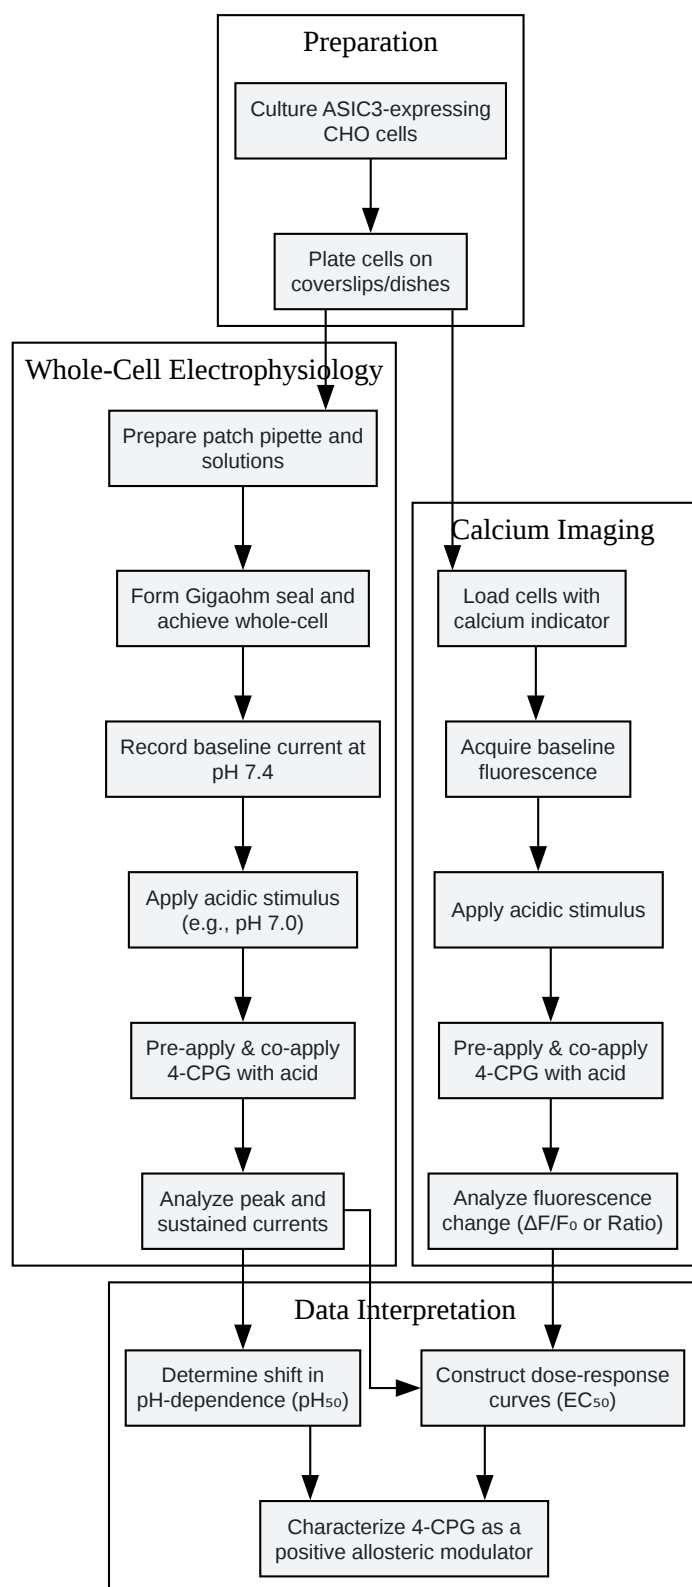 Preparation
Culture ASIC3-expressing
CHO cells
Plate cells on
coverslips/dishes
Whole-Cell Electrophysiology
Prepare patch pipette and
solutions
Form Gigaohm seal and
achieve whole-cell
Record baseline current at
pH 7.4
Apply acidic stimulus
(e.g., pH 7.0)
Pre-apply & co-apply
4-CPG with acid
Analyze peak and
sustained currents
Calcium Imaging
Load cells with
calcium indicator
Acquire baseline
fluorescence
Apply acidic stimulus
Pre-apply & co-apply
4-CPG with acid
Analyze fluorescence
change (ΔF/F₀ or Ratio)
Data Interpretation
Determine shift in
pH-dependence (pH₅₀)
Construct dose-response
curves (EC₅₀)
Characterize 4-CPG as a
positive allosteric modulator